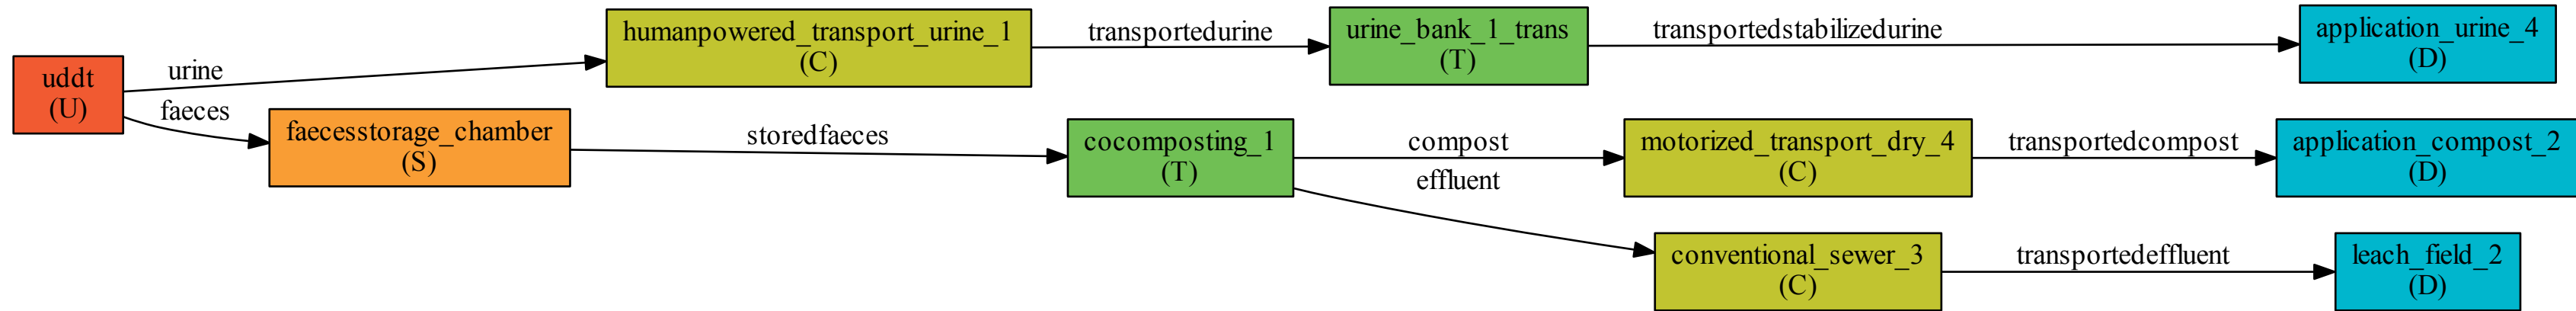 uddt
(U)
urine
faeces
humanpowered_transport_urine_1
(C)
transportedurine
urine_bank_1_trans
(T)
transportedstabilizedurine
application_urine_4
(D)
faecesstorage_chamber
(S)
storedfaeces
cocomposting_1
(T)
compost
effluent
motorized_transport_dry_4
(C)
transportedcompost
application_compost_2
(D)
conventional_sewer_3
(C)
transportedeffluent
leach_field_2
(D)